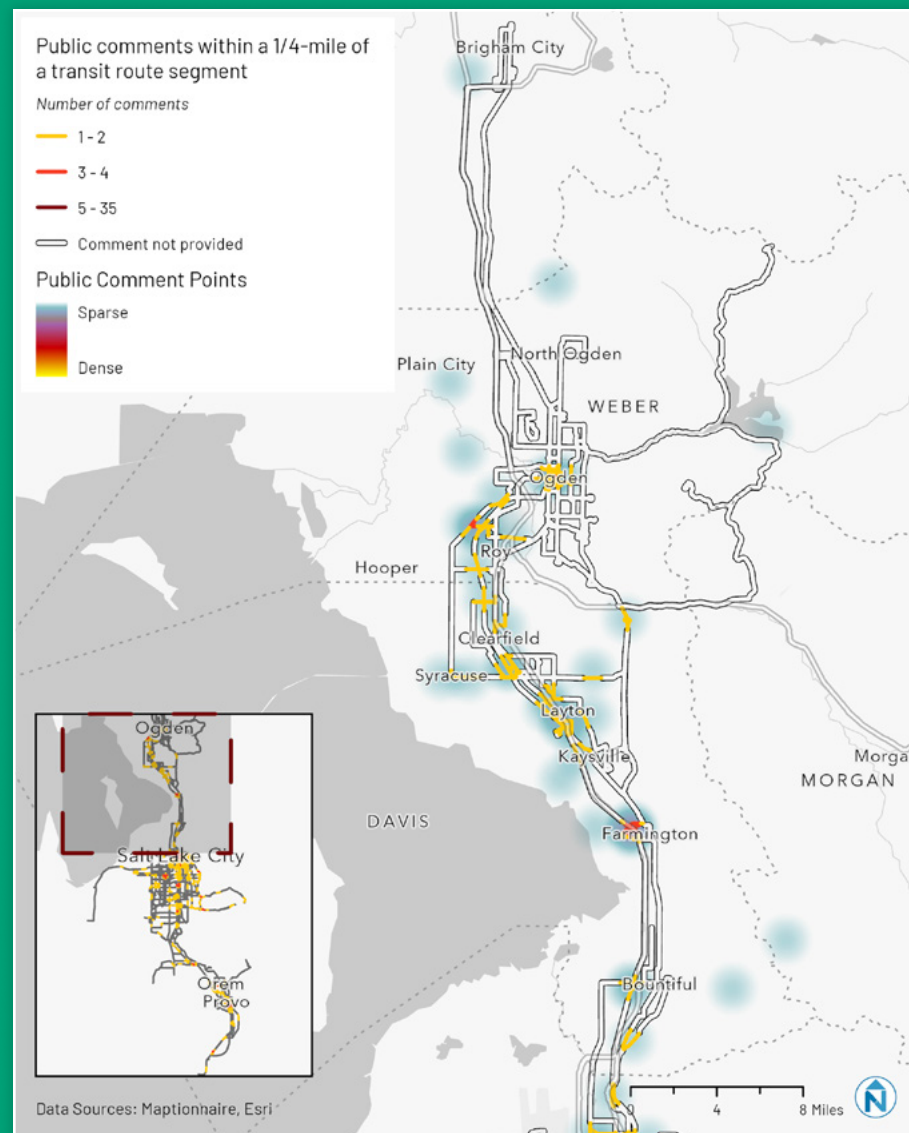 Public comments within a 1/4-mile of
a transit route segment
Number of comments
1 - 2
3 - 4
5 - 35
Comment not provided
Public Comment Points
Sparse
Dense
Brigham City
Plain City
North Ogden
WEBER
Ogden
Roy
Hooper
Clearfield
Syracuse
Layton
Kaysville
Morga
MORGAN
DAVIS
Farmington
Bountiful
Ogden
Salt Lake City
Orem
Provo
Data Sources: Maptionhaire, Esri
0 4 8 Miles
N